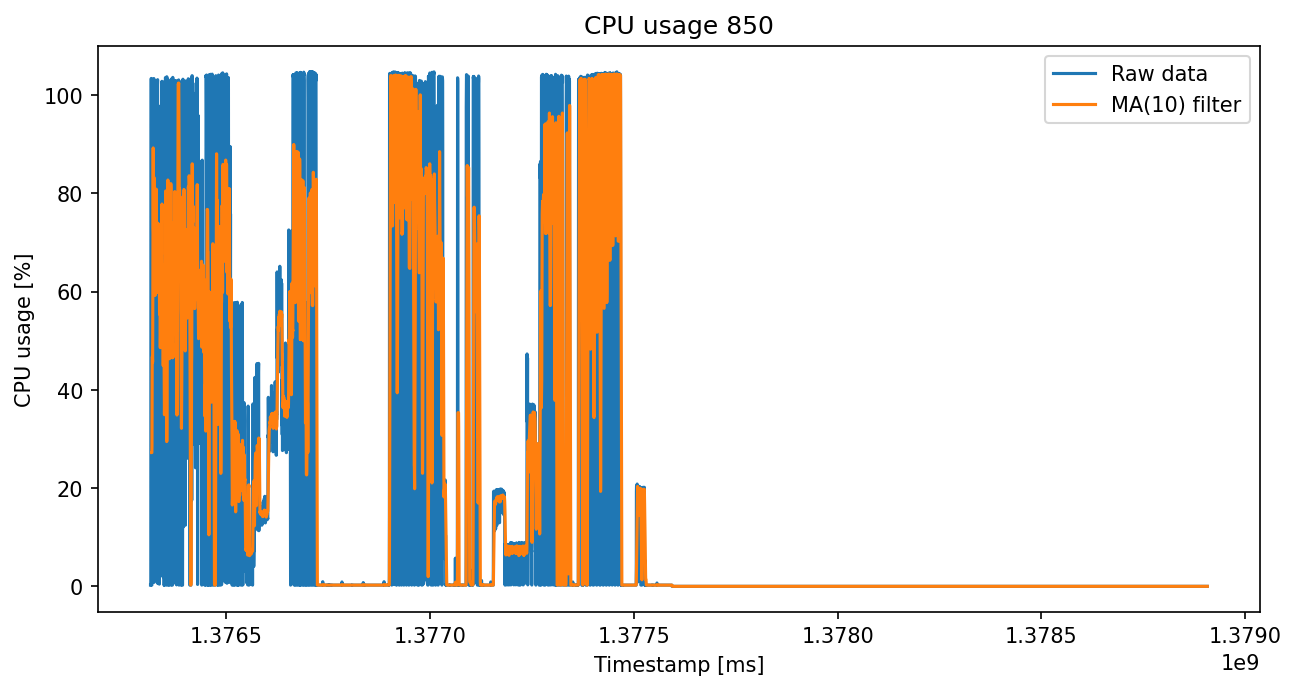 CPU usage 850
Raw data
MA(10) filter
CPU usage [%]
100
80
60
40
20
0
1.3765 1.3770 1.3775 1.3780 1.3785 1.3790
1e9
Timestamp [ms]